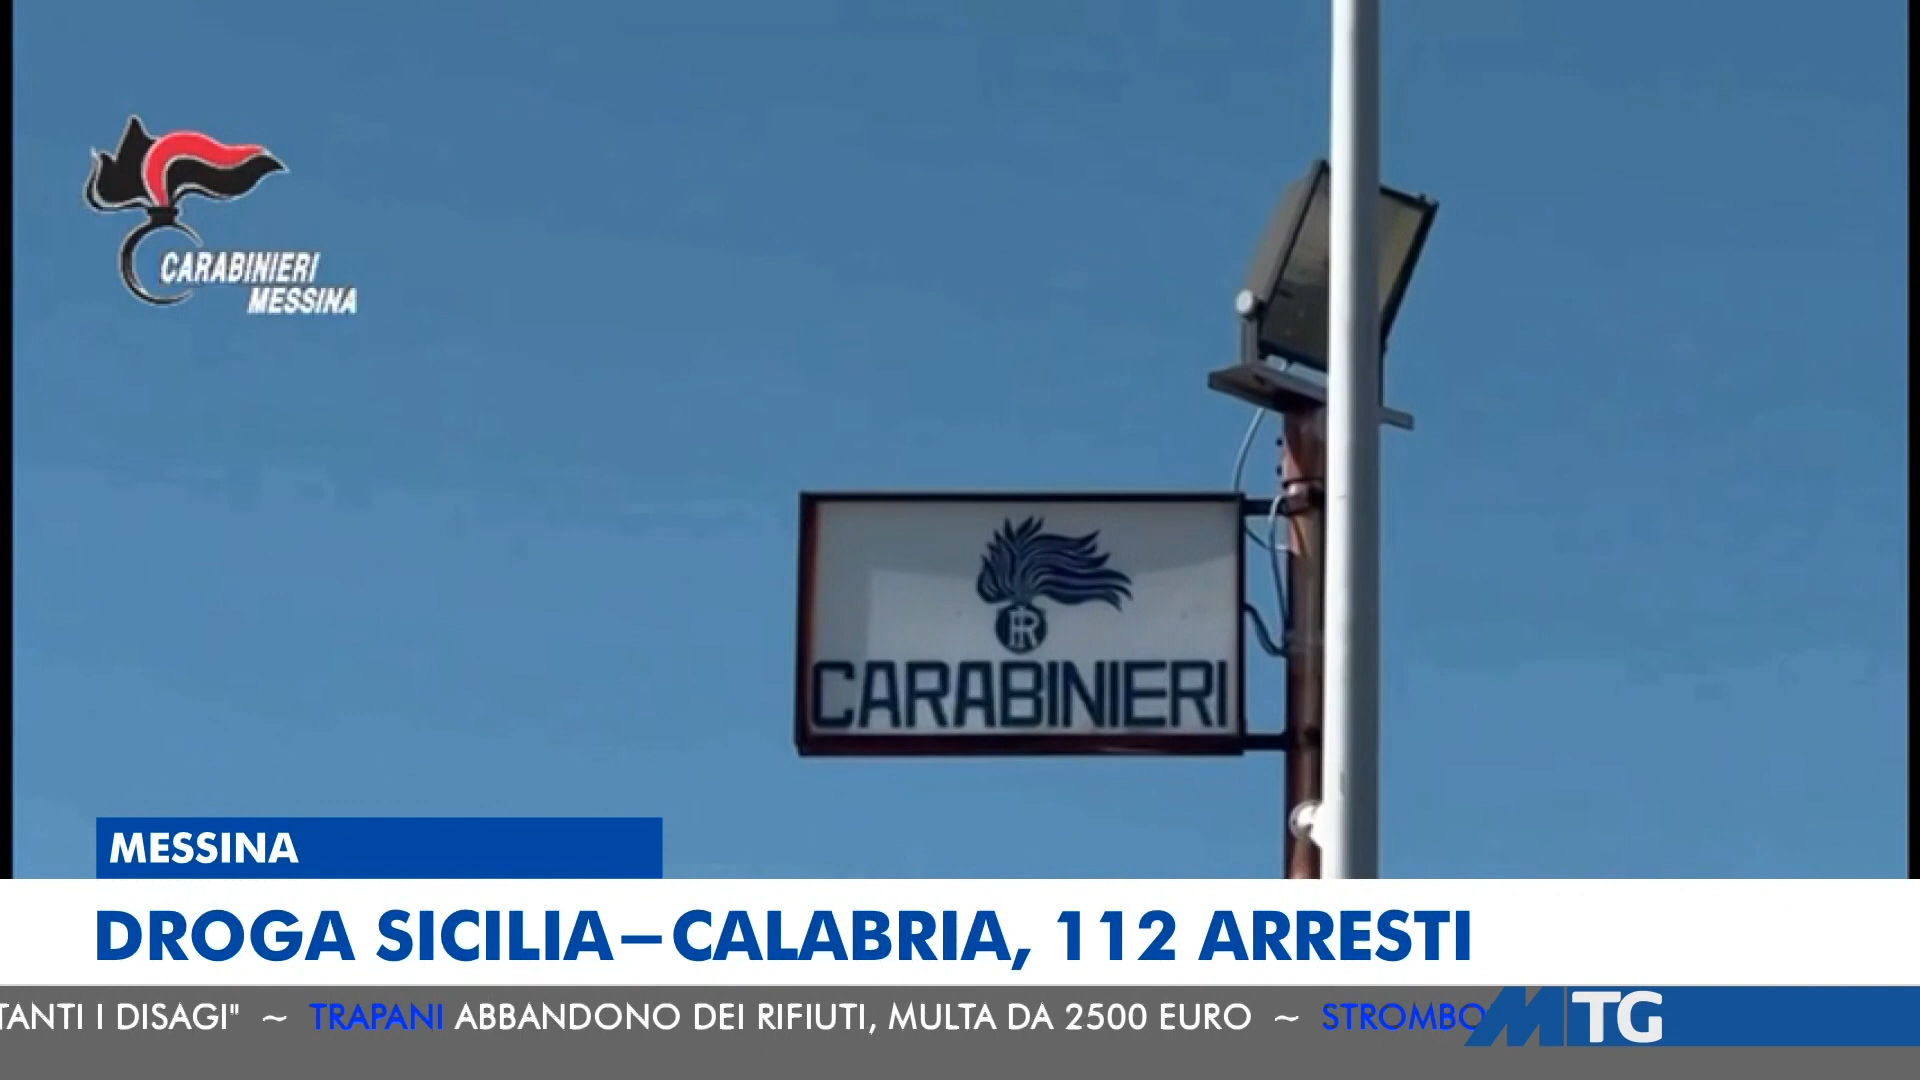 CARABINIERI
MESSINA
R
CARABINIERI
MESSINA
DROGA SICILIA–CALABRIA, 112 ARRESTI
TANTI I DISAGI" ~ TRAPANI ABBANDONO DEI RIFIUTI, MULTA DA 2500 EURO ~ STROMBO
MTG